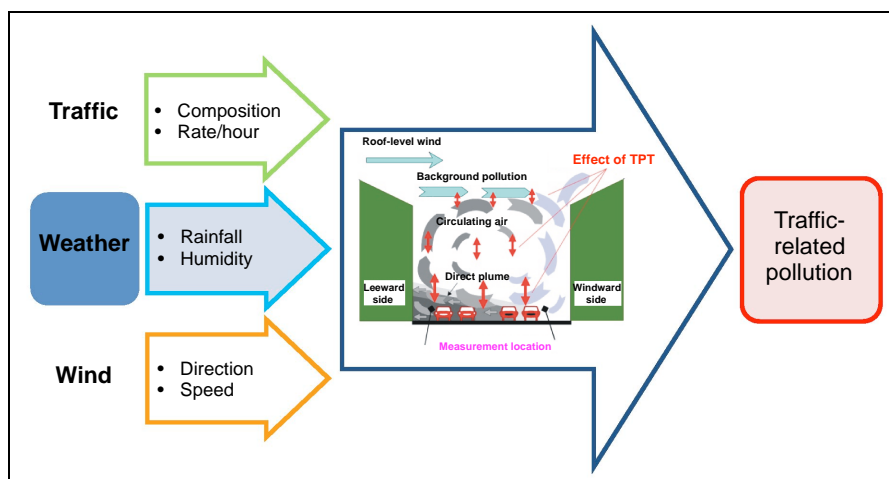 Traffic
• Composition
• Rate/hour
Weather
• Rainfall
• Humidity
Wind
• Direction
• Speed
Roof-level wind
Effect of TPT
Background pollution
Circulating air
Direct plume
Leeward
side
Windward
side
Measurement location
Traffic-
related
pollution